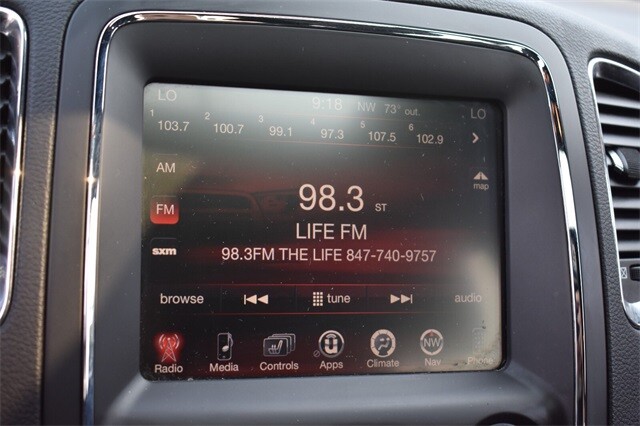 LO 9:18 NW 73° out. LO
1 103.7 2 100.7 3 99.1 4 97.3 5 107.5 6 102.9
AM
98.3 ST
map
FM
LIFE FM
sxm
98.3FM THE LIFE 847-740-9757
browse tune audio
Radio Media Controls Apps Climate NW Nav Phone